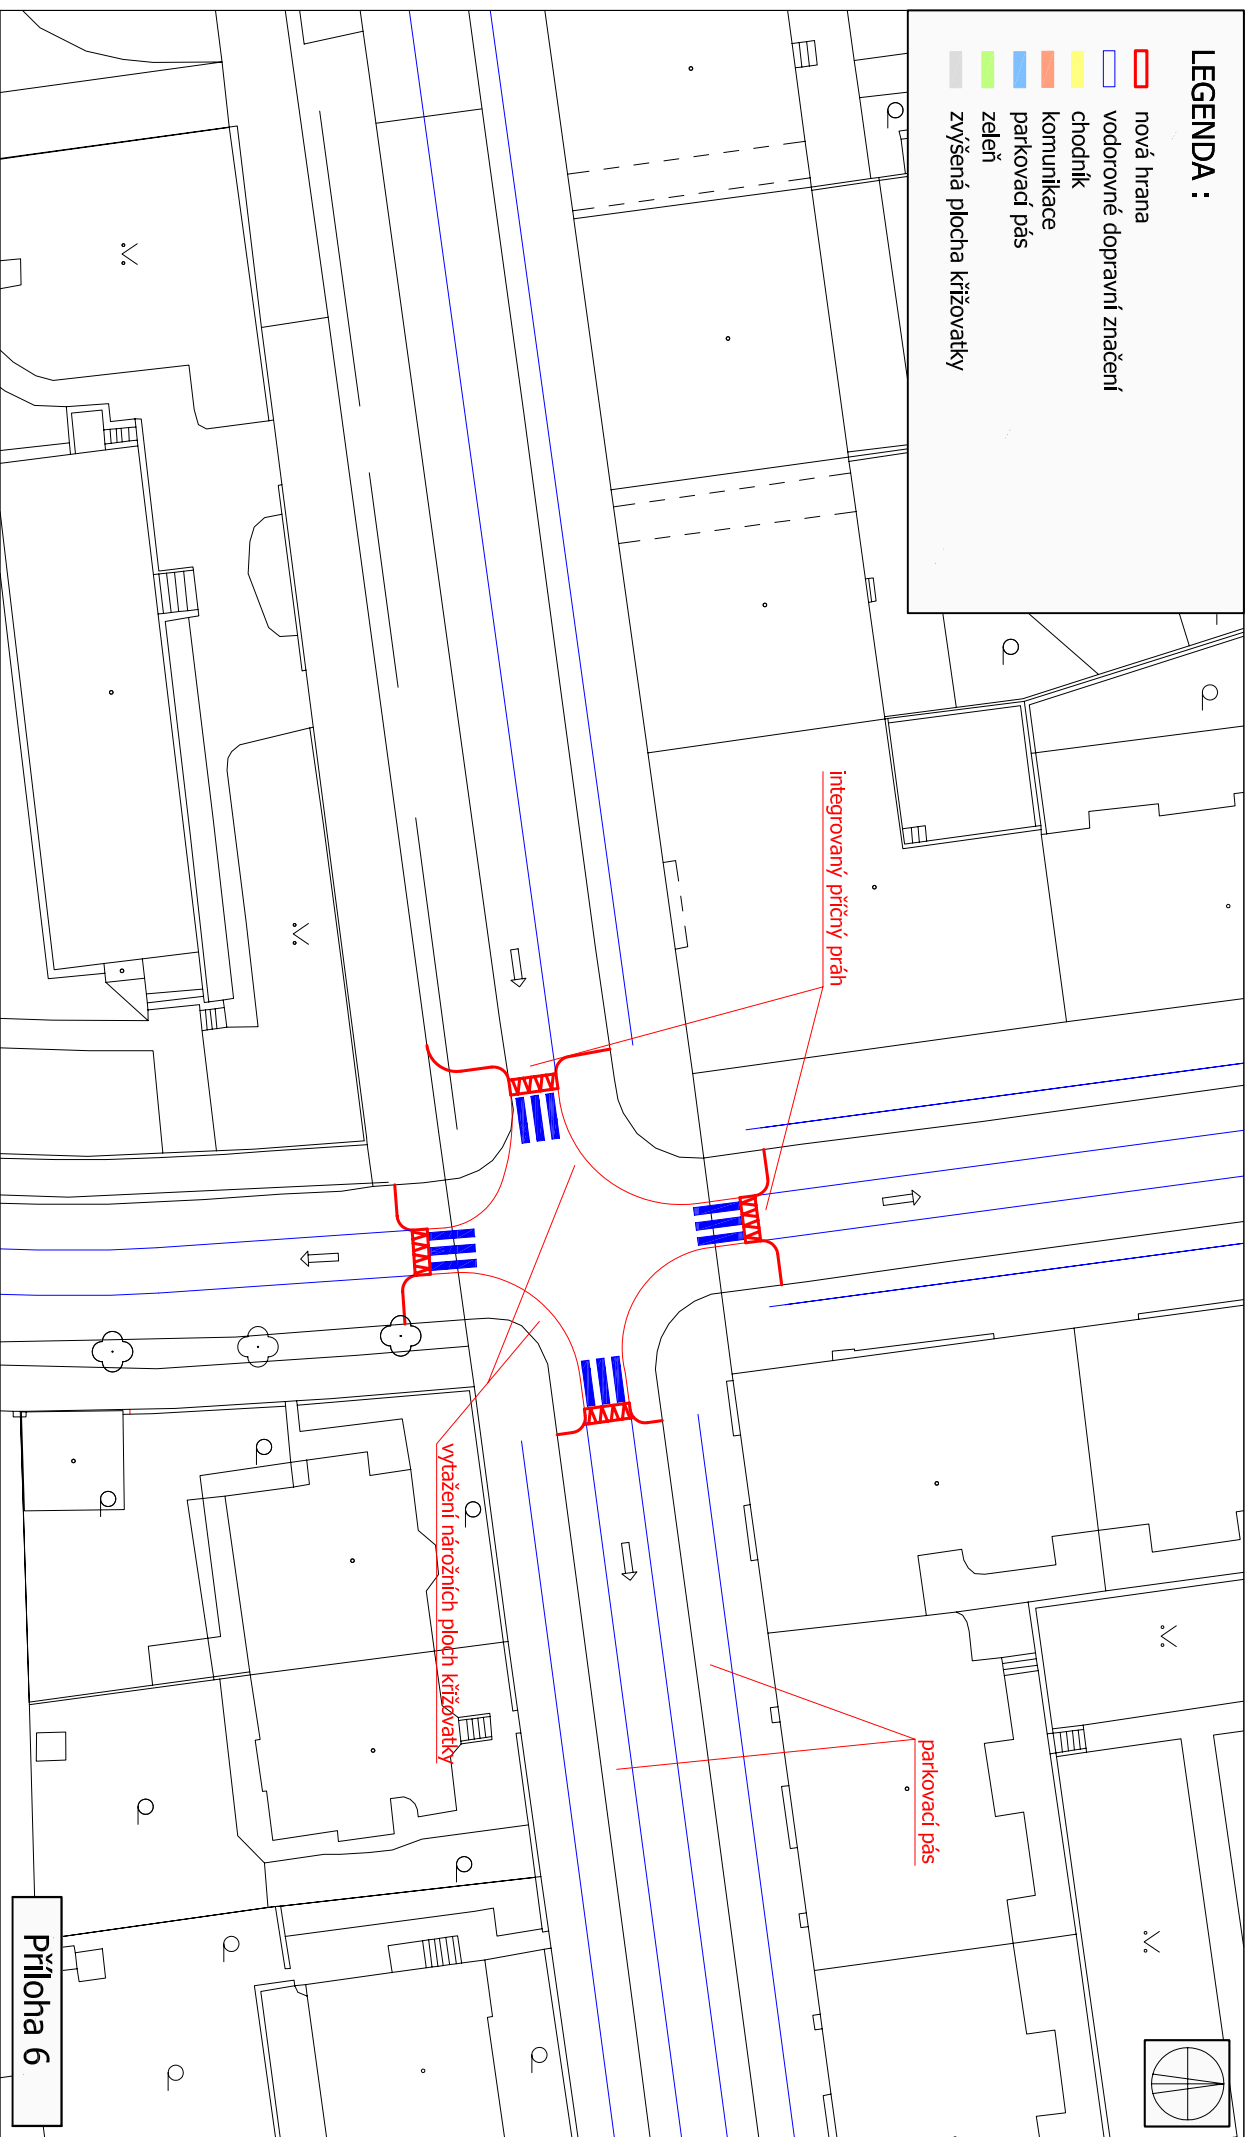 LEGENDA :
nová hrana
vodorovné dopravní značení
chodník
komunikace
parkovací pás
zeleň
zvýšená plocha křižovatky
integrovaný příčný práh
vytažení nárožních ploch křižovatky
parkovací pás
Příloha 6